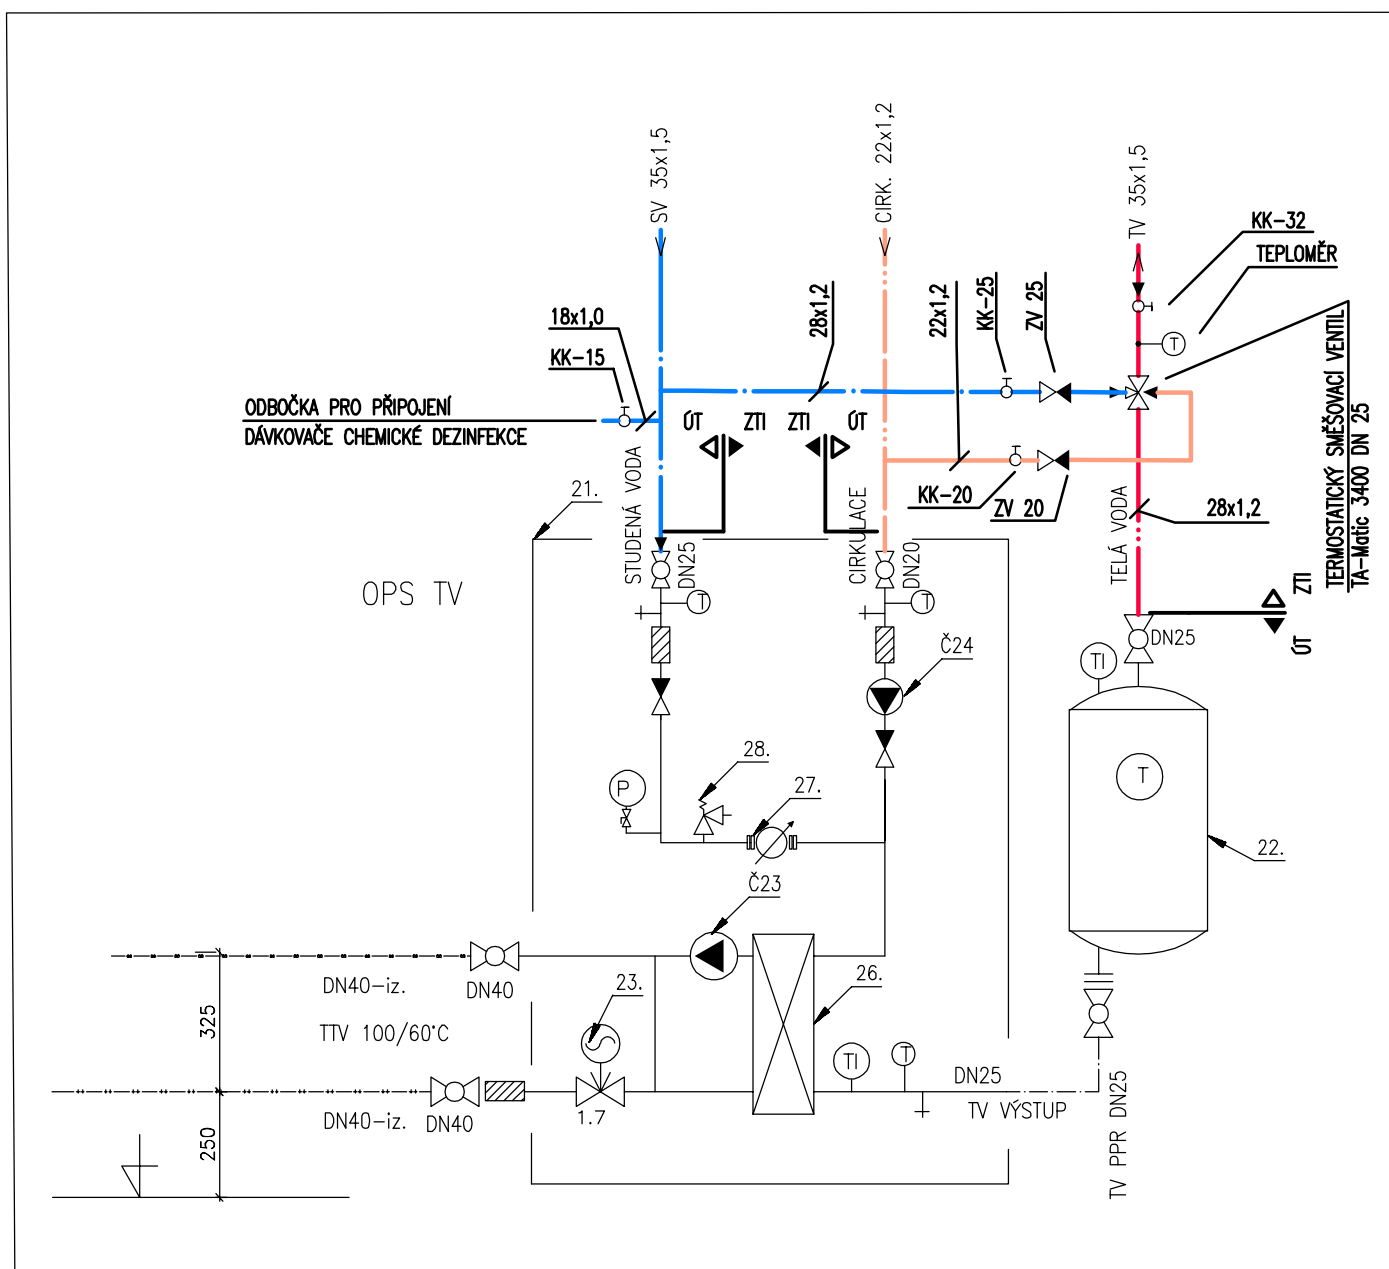 SV 35x1,5
CIRK. 22x1,2
TV 35x1,5
KK-32
TEPLOMĚR
T
TERMOSTATICKÝ SMĚŠOVACÍ VENTIL
TA-Matic 3400 DN 25
18x1,0
KK-15
28x1,2
22x1,2
KK-25
ZV 25
ODBOČKA PRO PŘIPOJENÍ
DÁVKOVAČE CHEMICKÉ DEZINFEKCE
ÚT
ZTI
ZTI
ÚT
KK-20
ZV 20
28x1,2
STUDENÁ VODA
CIRKULACE
TELÁ VODA
21.
DN25
DN20
OPS TV
T
T
ZTI
ÚT
DN25
TI
Č24
28.
27.
P
T
22.
Č23
DN40-iz.
DN40
23.
26.
325
TTV 100/60°C
TI
T
DN25
TV VÝSTUP
DN40-iz.
DN40
1.7
250
TV PPR DN25